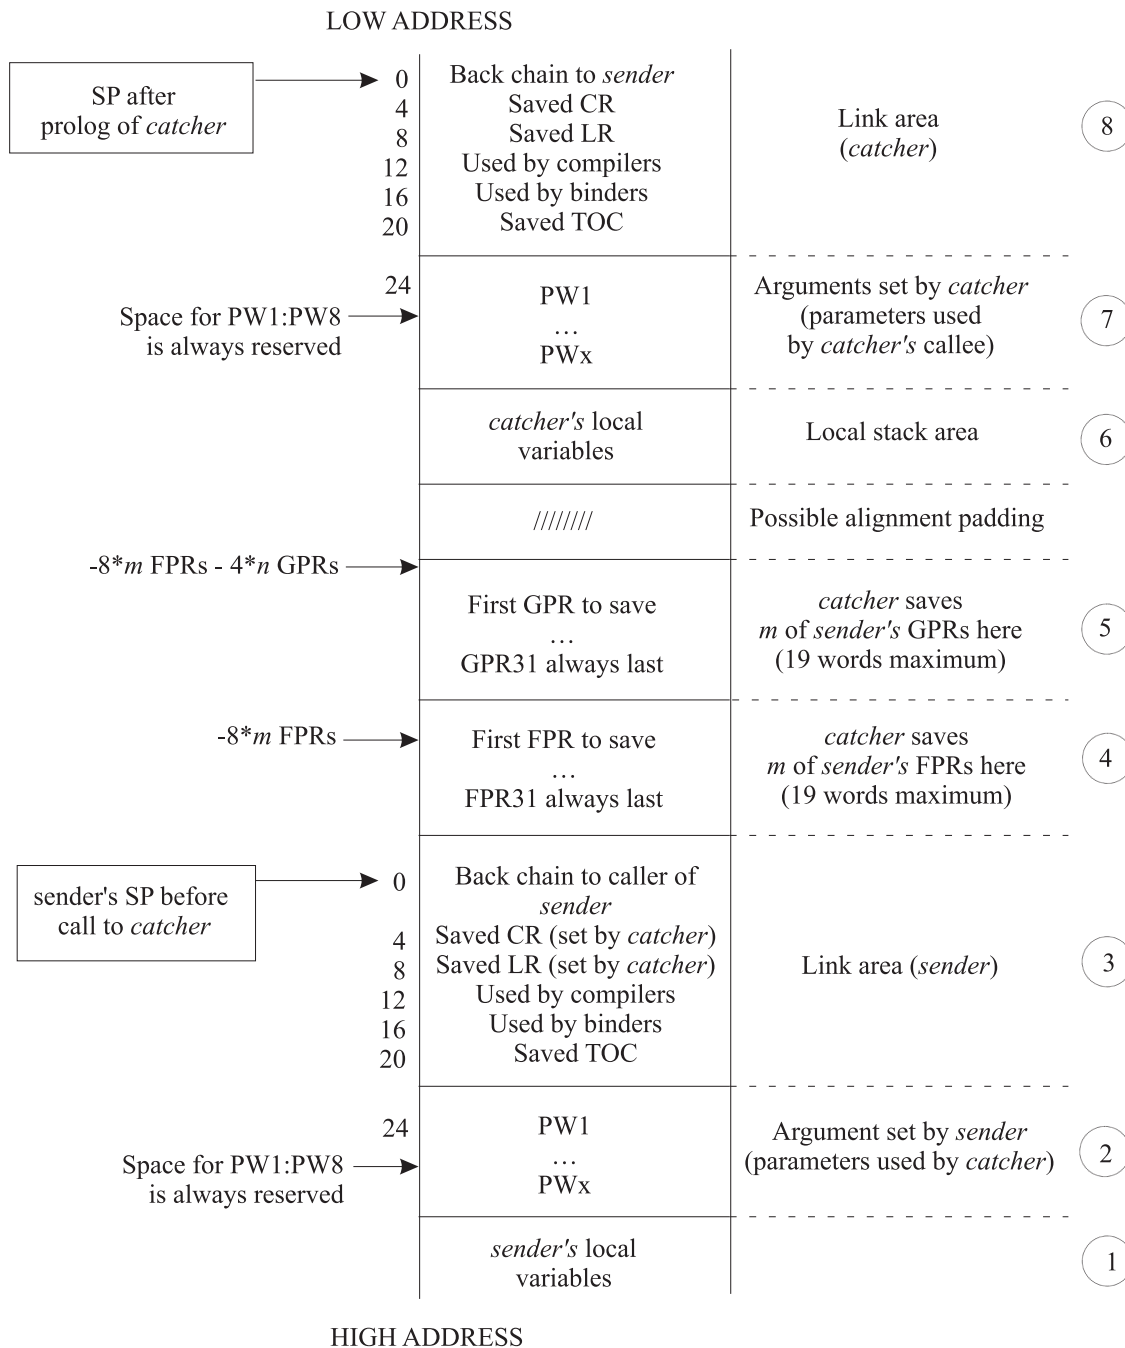 LOW ADDRESS
SP after
prolog of catcher
0
4
8
12
16
20
Back chain to sender
Saved CR
Saved LR
Used by compilers
Used by binders
Saved TOC
Link area
(catcher)
8
24
Space for PW1:PW8
is always reserved
PW1
...
PWx
Arguments set by catcher
(parameters used
by catcher's callee)
7
catcher's local
variables
Local stack area
6
////////
Possible alignment padding
-8*m FPRs - 4*n GPRs
First GPR to save
...
GPR31 always last
catcher saves
m of sender's GPRs here
(19 words maximum)
5
-8*m FPRs
First FPR to save
...
FPR31 always last
catcher saves
m of sender's FPRs here
(19 words maximum)
4
sender's SP before
call to catcher
0
4
8
12
16
20
Back chain to caller of
sender
Saved CR (set by catcher)
Saved LR (set by catcher)
Used by compilers
Used by binders
Saved TOC
Link area (sender)
3
24
Space for PW1:PW8
is always reserved
PW1
...
PWx
Argument set by sender
(parameters used by catcher)
2
sender's local
variables
1
HIGH ADDRESS